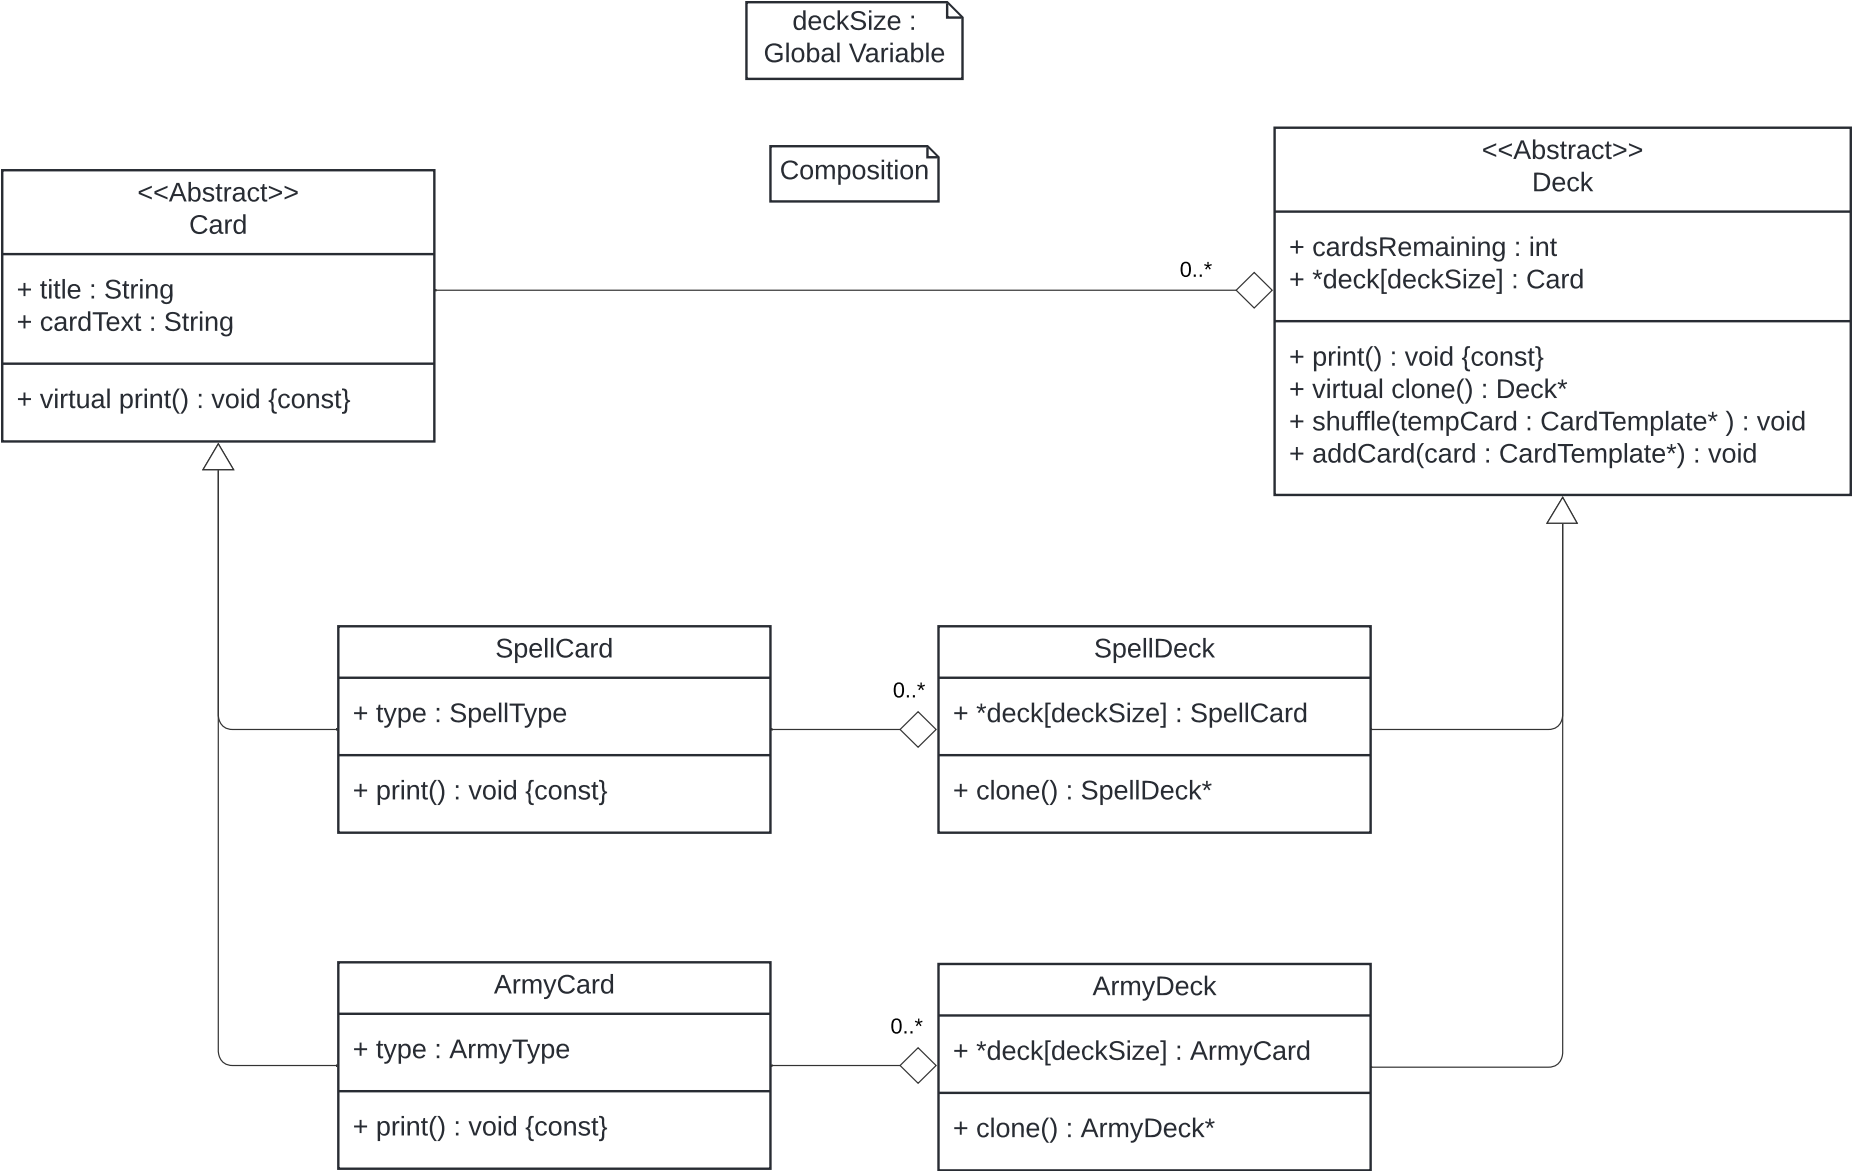 deckSize :
Global Variable
Composition
<<Abstract>>
Card
+ title : String
+ cardText : String
+ virtual print() : void {const}
<<Abstract>>
Deck
+ cardsRemaining : int
+ *deck[deckSize] : Card
+ print() : void {const}
+ virtual clone() : Deck*
+ shuffle(tempCard : CardTemplate* ) : void
+ addCard(card : CardTemplate*) : void
0..*
SpellCard
+ type : SpellType
+ print() : void {const}
0..*
SpellDeck
+ *deck[deckSize] : SpellCard
+ clone() : SpellDeck*
ArmyCard
+ type : ArmyType
+ print() : void {const}
0..*
ArmyDeck
+ *deck[deckSize] : ArmyCard
+ clone() : ArmyDeck*